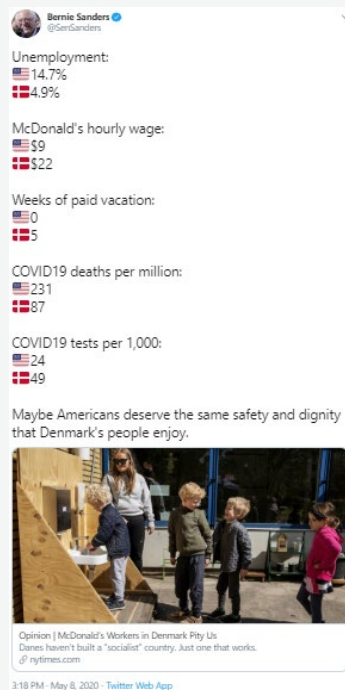 Bernie Sanders
@SenSanders
Unemployment:
🇺🇸14.7%
🇩🇰4.9%
McDonald's hourly wage:
🇺🇸$9
🇩🇰$22
Weeks of paid vacation:
🇺🇸0
🇩🇰5
COVID19 deaths per million:
🇺🇸231
🇩🇰87
COVID19 tests per 1,000:
🇺🇸24
🇩🇰49
Maybe Americans deserve the same safety and dignity
that Denmark's people enjoy.
Opinion | McDonald's Workers in Denmark Pity Us
Danes haven't built a "socialist" country. Just one that works.
nytimes.com
3:18 PM · May 8, 2020 · Twitter Web App